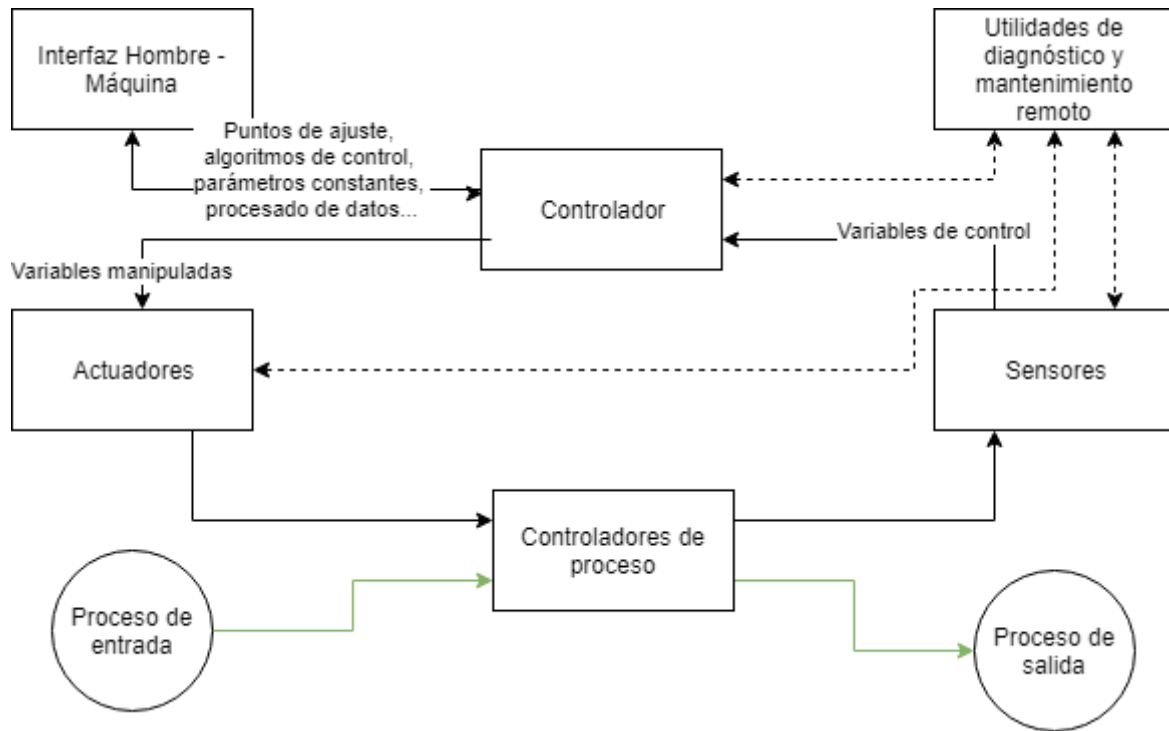 Interfaz Hombre -
Máquina
Utilidades de
diagnóstico y
mantenimiento
remoto
Puntos de ajuste,
algoritmos de control,
parámetros constantes,
procesado de datos...
Controlador
Variables de control
Variables manipuladas
Actuadores
Sensores
Controladores de
proceso
Proceso de
entrada
Proceso de
salida